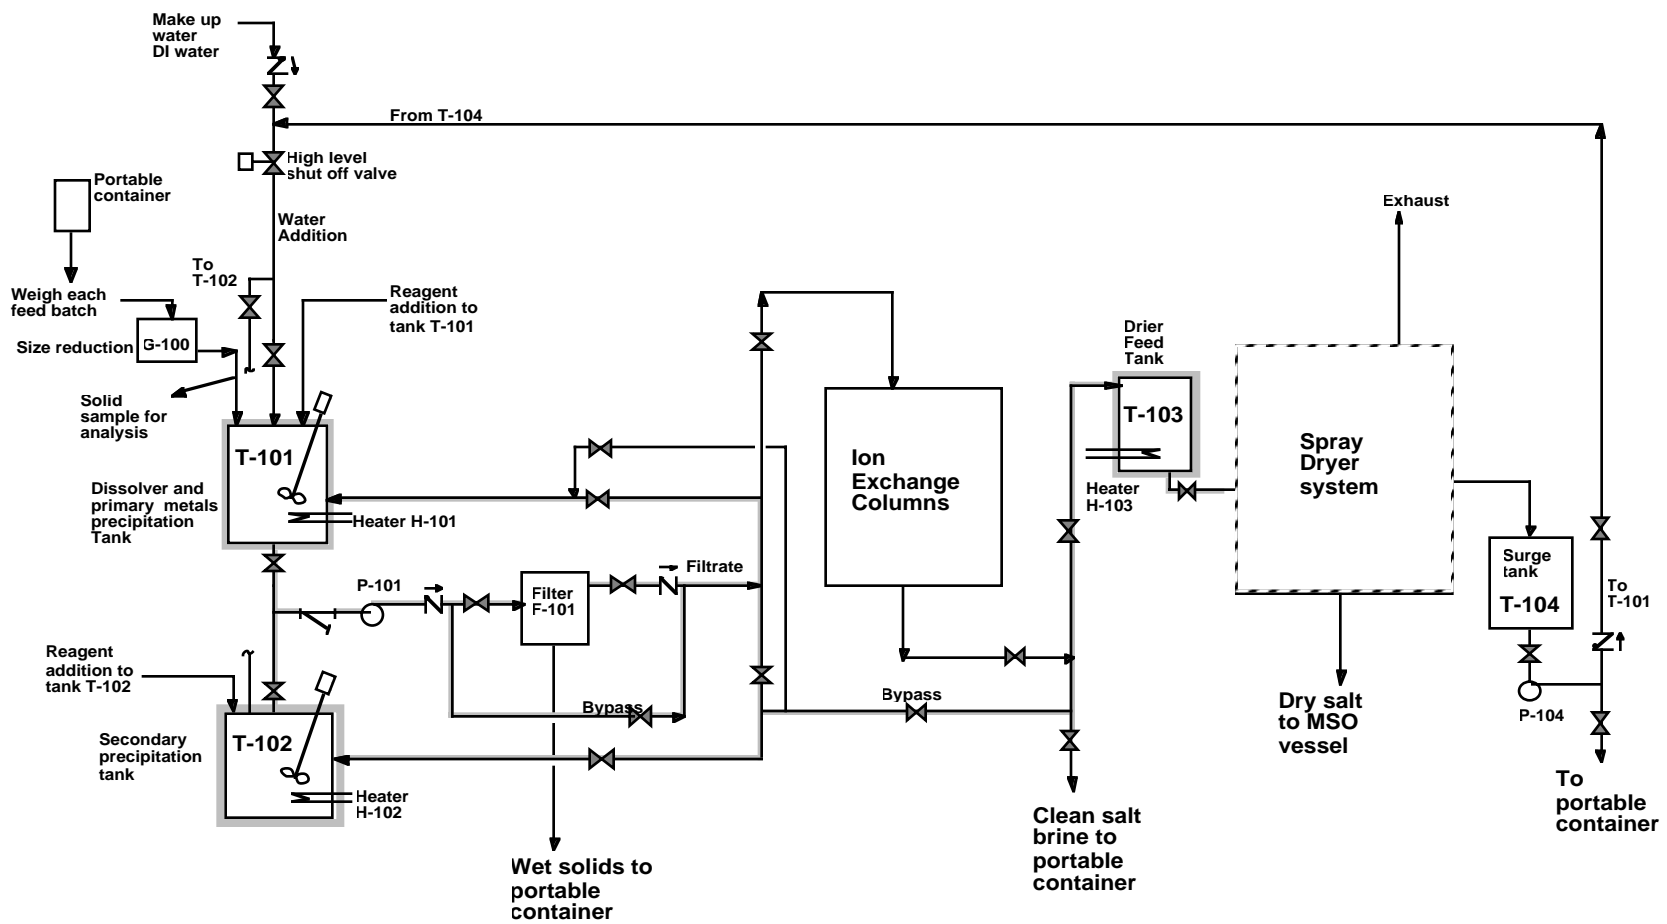 Make up
water
DI water
From T-104
High level
shut off valve
Portable
container
Water
Addition
Exhaust
To
T-102
Weigh each
feed batch
Reagent
addition to
tank T-101
Size reduction
G-100
Drier
Feed
Tank
Solid
sample for
analysis
T-101
T-103
Ion
Exchange
Columns
Spray
Dryer
system
Dissolver and
primary metals
precipitation
Tank
Heater H-101
Heater
H-103
Surge
tank
T-104
To
T-101
P-101
Filter
F-101
Filtrate
Reagent
addition to
tank T-102
Bypass
Bypass
Dry salt
to MSO
vessel
P-104
Secondary
precipitation
tank
T-102
Heater
H-102
To
portable
container
Clean salt
brine to
portable
container
Wet solids to
portable
container